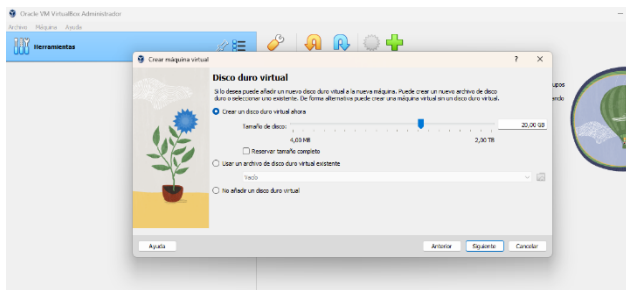 Oracle VM VirtualBox Administrador
Archivo Máquina Ayuda
Herramientas
Crear máquina virtual
? ×
Disco duro virtual
Si lo desea puede añadir un nuevo disco duro vitual a la nueva máquina. Puede crear un nuevo archivo de disco
duro o seleccionar uno existente. De forma alternativa puede crear una máquina virtual sin un disco duro virtual.
Crear un disco duro virtual ahora
Tamaño de disco:
20,00 GB
4,00 MB
2,00 TB
Reservar tamaño completo
Usar un archivo de disco duro virtual existente
Vacío
No añadir un disco duro virtual
Ayuda
Anterior
Siguiente
Cancelar
upos